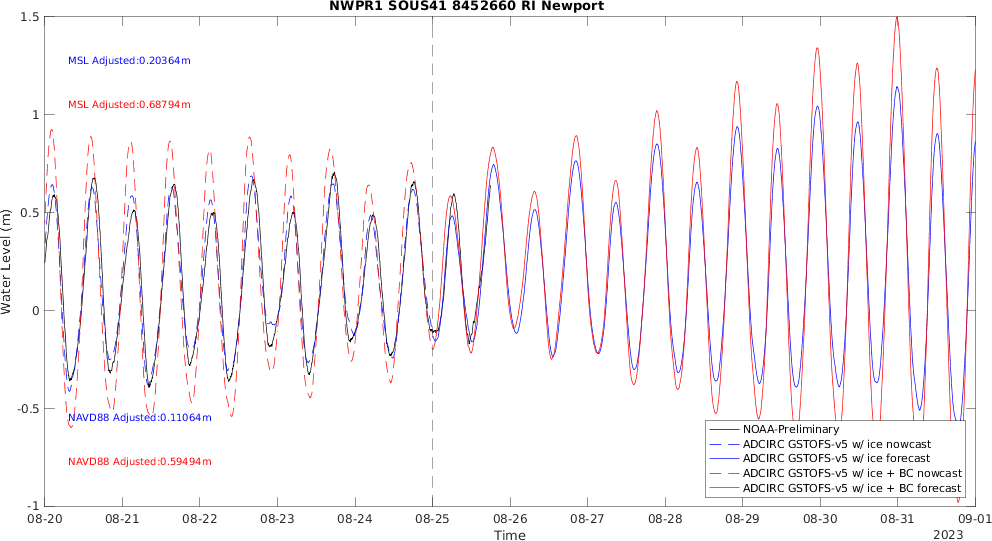 NWPR1 SOUS41 8452660 RI Newport
1.5
1
0.5
0
-0.5
-1
Water Level (m)
MSL Adjusted:0.20364m
MSL Adjusted:0.68794m
NAVD88 Adjusted:0.11064m
NAVD88 Adjusted:0.59494m
NOAA-Preliminary
ADCIRC GSTOFS-v5 w/ ice nowcast
ADCIRC GSTOFS-v5 w/ ice forecast
ADCIRC GSTOFS-v5 w/ ice + BC nowcast
ADCIRC GSTOFS-v5 w/ ice + BC forecast
08-20 08-21 08-22 08-23 08-24 08-25 08-26 08-27 08-28 08-29 08-30 08-31 09-01
Time
2023